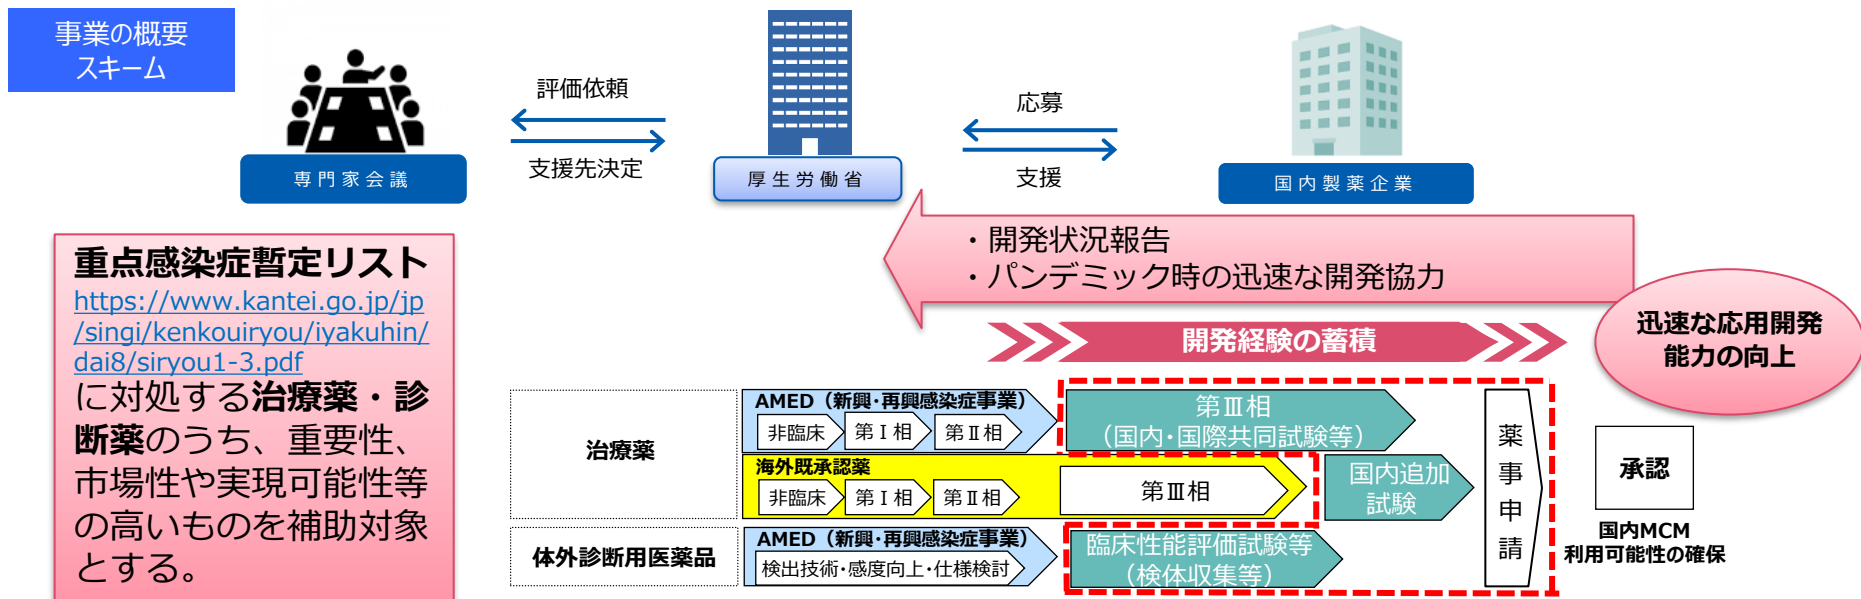 事業の概要
スキーム
評価依頼
支援先決定
応募
支援
専門家会議
厚生労働省
国内製薬企業
・開発状況報告
・パンデミック時の迅速な開発協力
重点感染症暫定リスト
https://www.kantei.go.jp/jp
/singi/kenkouiryou/iyakuhin/
dai8/siryou1-3.pdf
に対処する治療薬・診
断薬のうち、重要性、
市場性や実現可能性等
の高いものを補助対象
とする。
迅速な応用開発
能力の向上
開発経験の蓄積
治療薬
AMED（新興・再興感染症事業）
非臨床
第Ⅰ相
第Ⅱ相
第Ⅲ相
（国内・国際共同試験等）
海外既承認薬
非臨床
第Ⅰ相
第Ⅱ相
第Ⅲ相
国内追加
試験
体外診断用医薬品
AMED（新興・再興感染症事業）
検出技術・感度向上・仕様検討
臨床性能評価試験等
（検体収集等）
薬事申請
承認
国内MCM
利用可能性の確保